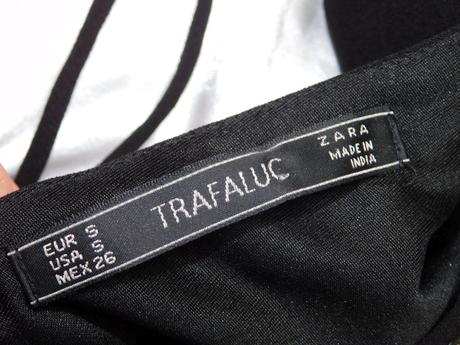 EUR S
USA S
MEX 26
TRAFALUC
ZARA
MADE IN
INDIA